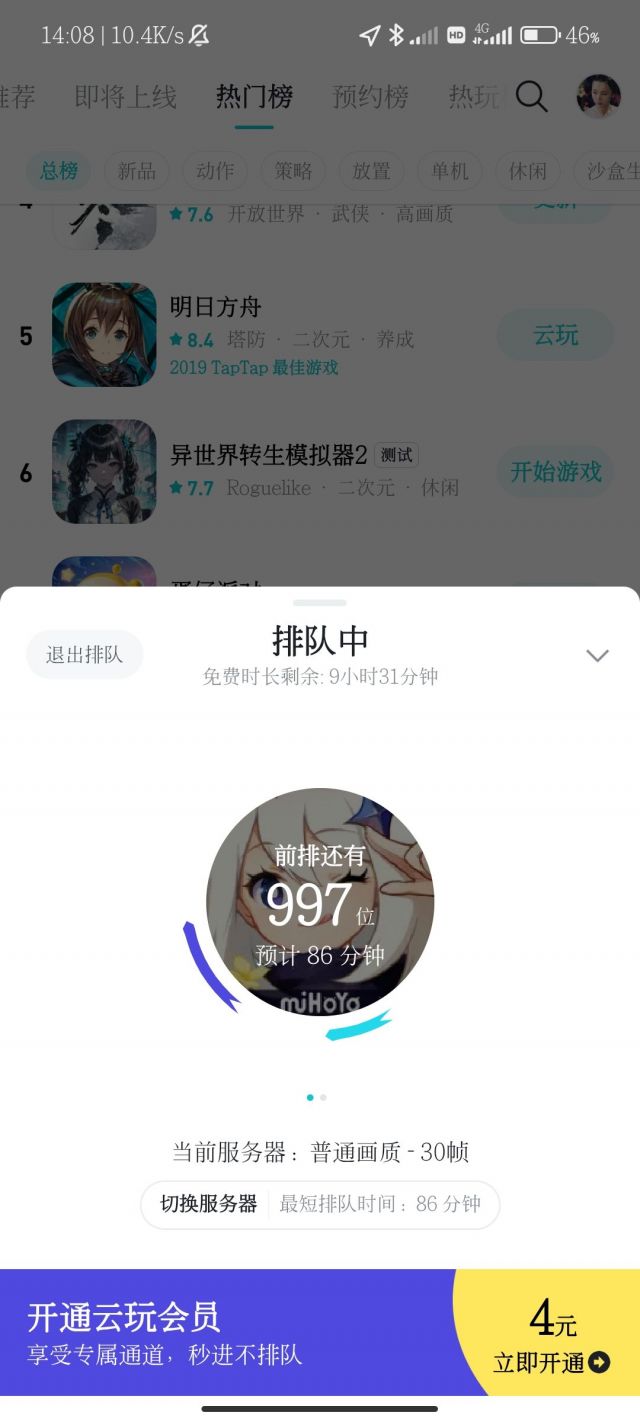 14:08 | 10.4K/s
HD 4G 46%
推荐 即将上线 热门榜 预约榜 热玩
总榜 新品 动作 策略 放置 单机 休闲 沙盒生
7.6 开放世界 · 武侠 · 高画质 更新
5
明日方舟
8.4 塔防 · 二次元 · 养成
云玩
2019 TapTap 最佳游戏
6
异世界转生模拟器2 测试
7.7 Roguelike · 二次元 · 休闲
开始游戏
蛋仔派对
退出排队
排队中
免费时长剩余: 9小时31分钟
前排还有
997 位
预计 86 分钟
miHoYo
当前服务器：普通画质 - 30帧
切换服务器 最短排队时间：86 分钟
开通云玩会员
享受专属通道，秒进不排队
4元
立即开通